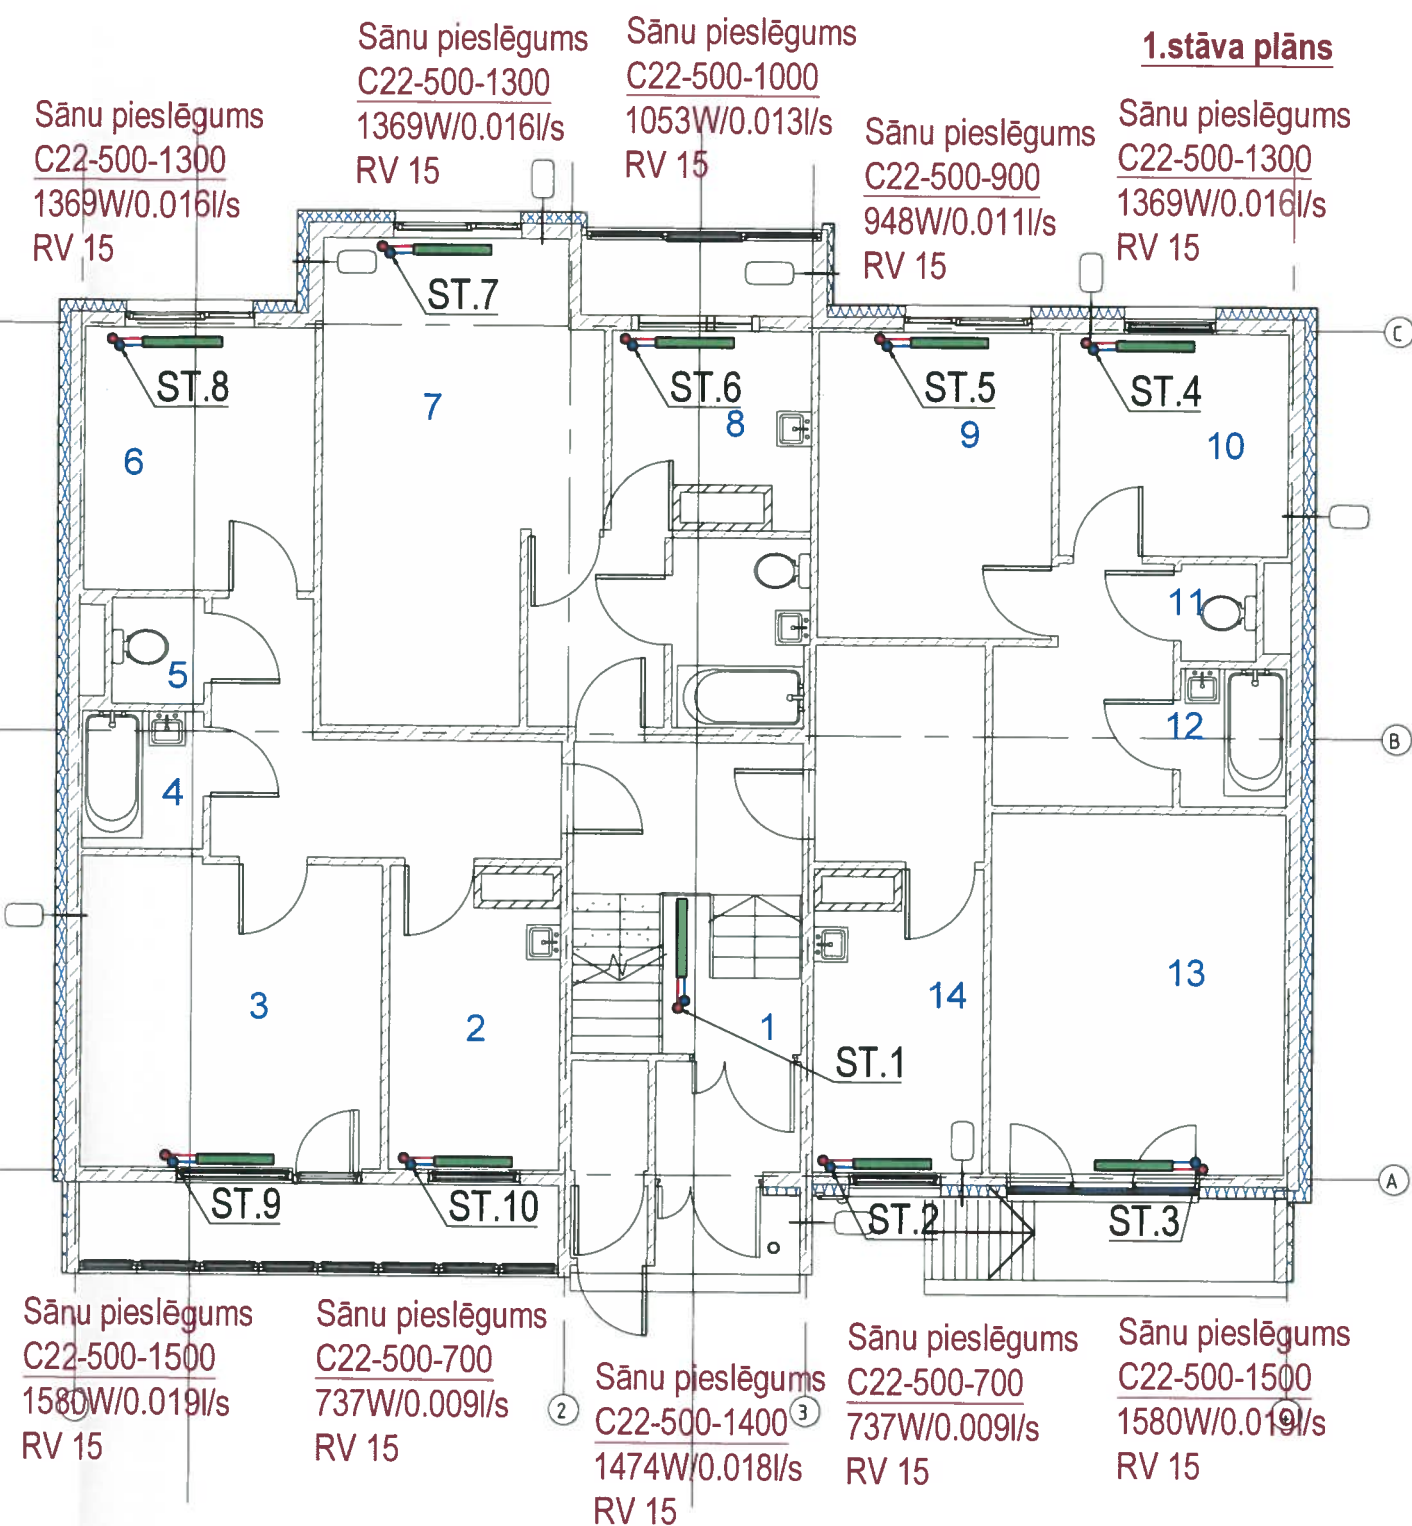 1.stāva plāns
Sānu pieslēgums
C22-500-1300
1369W/0.016l/s
RV 15
Sānu pieslēgums
C22-500-1300
1369W/0.016l/s
RV 15
Sānu pieslēgums
C22-500-1000
1053W/0.013l/s
RV 15
Sānu pieslēgums
C22-500-900
948W/0.011l/s
RV 15
Sānu pieslēgums
C22-500-1300
1369W/0.016l/s
RV 15
ST.7
C
ST.8
ST.6
ST.5
ST.4
7
8
9
10
6
11
5
12
B
4
13
14
3
2
1
ST.1
A
ST.9
ST.10
ST.2
ST.3
Sānu pieslēgums
C22-500-1500
1580W/0.019l/s
RV 15
Sānu pieslēgums
C22-500-700
737W/0.009l/s
RV 15
2
Sānu pieslēgums
C22-500-1400
1474W/0.018l/s
RV 15
3
Sānu pieslēgums
C22-500-700
737W/0.009l/s
RV 15
Sānu pieslēgums
C22-500-1500
1580W/0.019l/s
RV 15